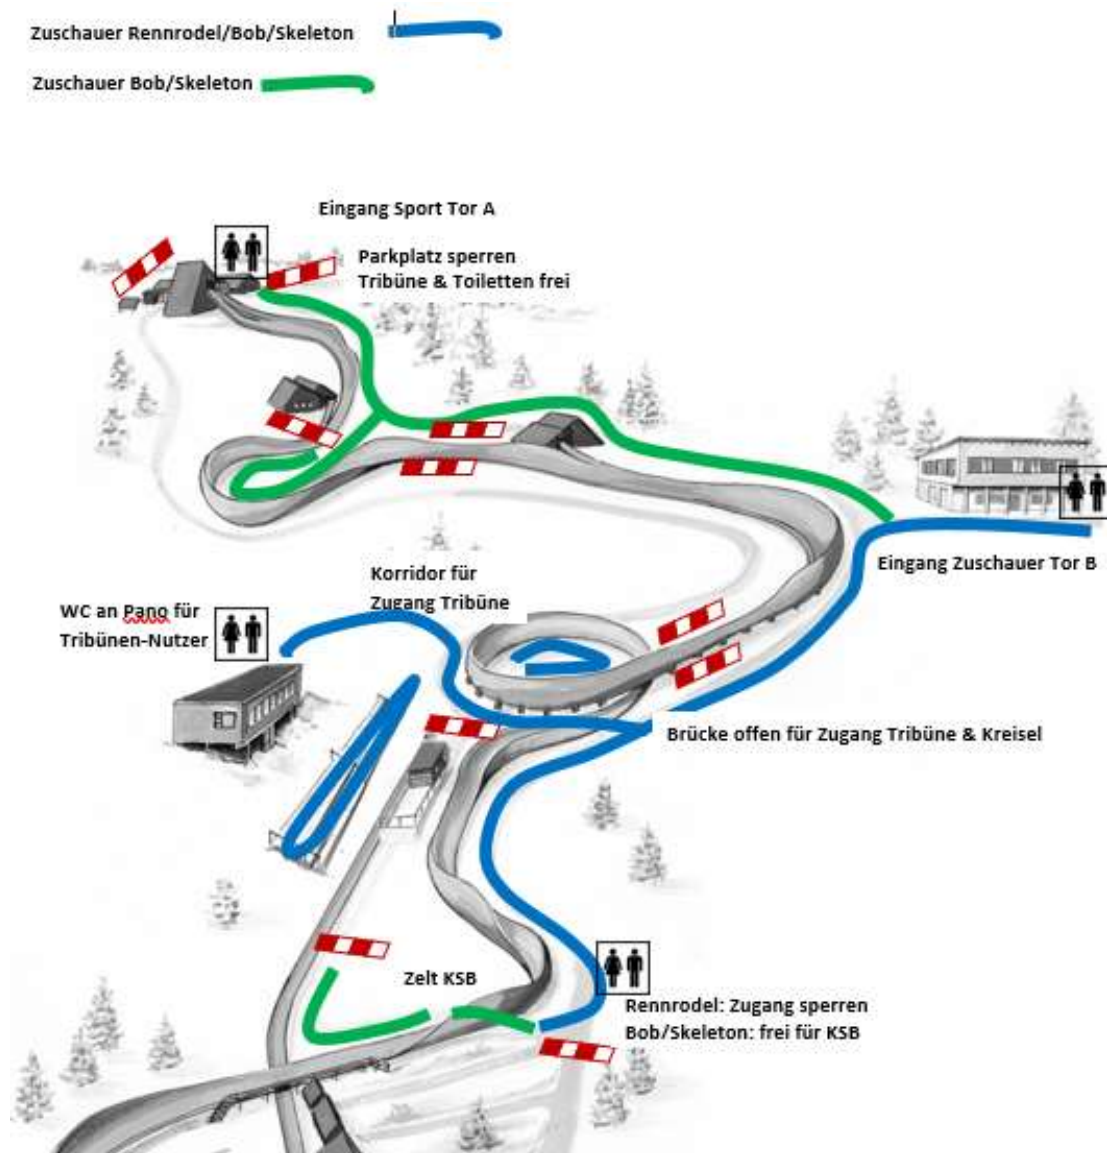 Zuschauer Rennrodel/Bob/Skeleton
Zuschauer Bob/Skeleton
Eingang Sport Tor A
Parkplatz sperren
Tribüne & Toiletten frei
Eingang Zuschauer Tor B
Korridor für
Zugang Tribüne
WC an Pano für
Tribünen-Nutzer
Brücke offen für Zugang Tribüne & Kreisel
Zelt KSB
Rennrodel: Zugang sperren
Bob/Skeleton: frei für KSB